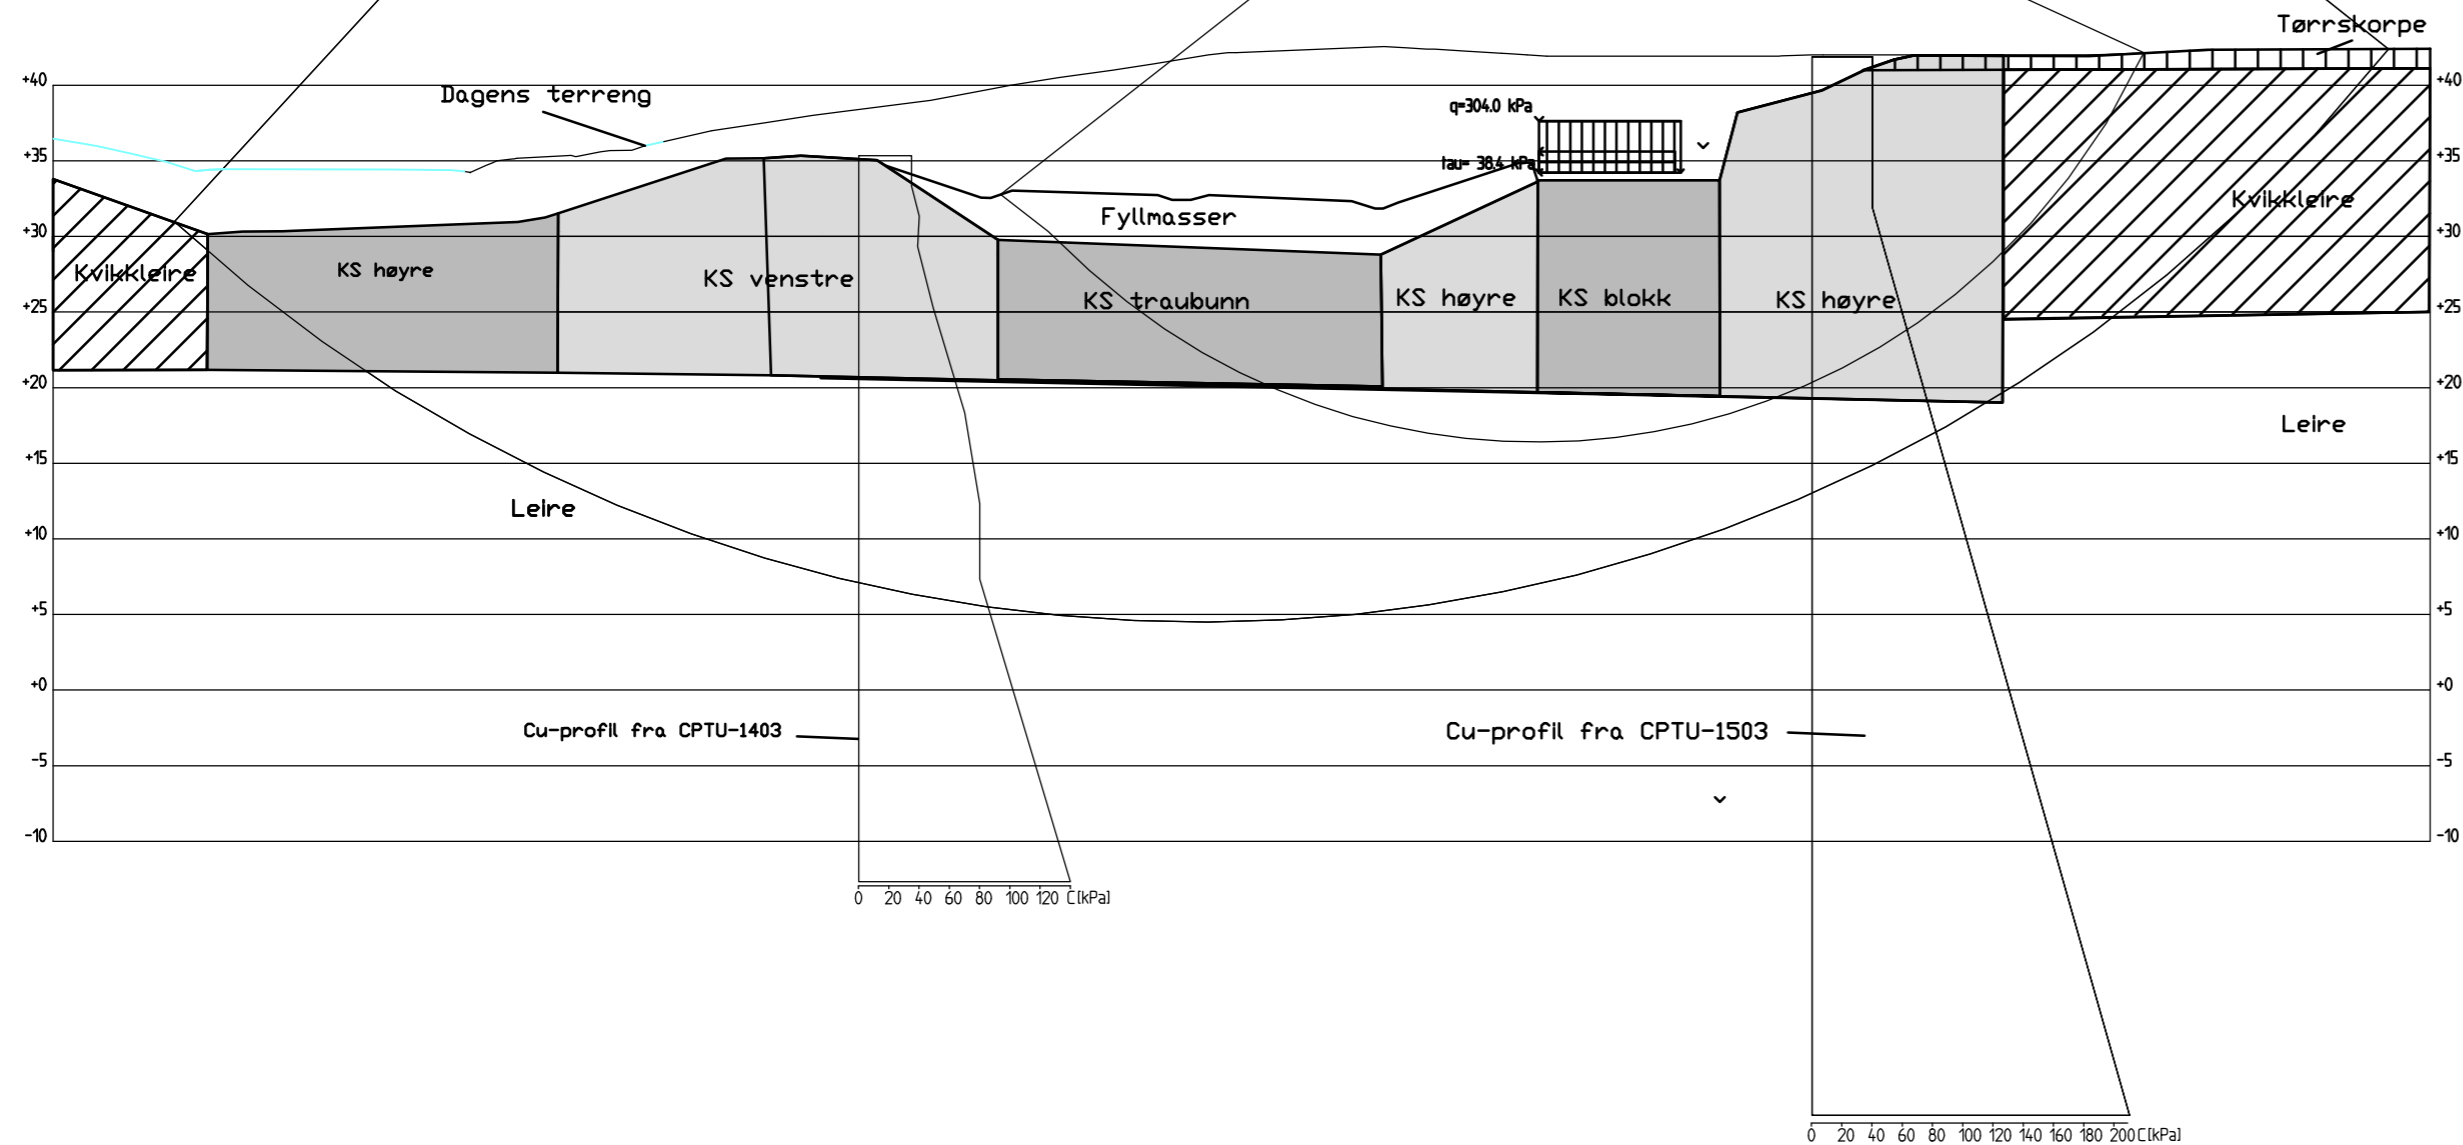 Tørrskorpe
+40
+40
Dagens terreng
q=304.0 kPa
+35
+35
tau= 38.4 kPa
Kvikkleire
Fyllmasser
+30
+30
Kvikkleire
KS høyre
KS venstre
KS traubunn
KS høyre
KS blokk
KS høyre
+25
+25
+20
+20
Leire
+15
+15
Leire
+10
+10
+5
+5
+0
+0
Cu-profil fra CPTU-1403
Cu-profil fra CPTU-1503
-5
-5
-10
-10
0 20 40 60 80 100 120 C[kPa]
0 20 40 60 80 100 120 140 160 180 200 C[kPa]